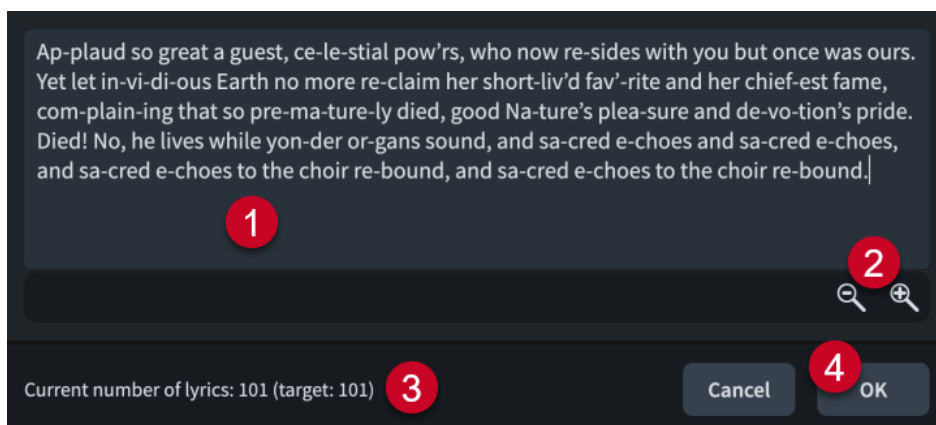 Ap-plaud so great a guest, ce-le-stial pow’rs, who now re-sides with you but once was ours.
Yet let in-vi-di-ous Earth no more re-claim her short-liv’d fav’-rite and her chief-est fame,
com-plain-ing that so pre-ma-ture-ly died, good Na-ture’s plea-sure and de-vo-tion’s pride.
Died! No, he lives while yon-der or-gans sound, and sa-cred e-choes and sa-cred e-choes,
and sa-cred e-choes to the choir re-bound, and sa-cred e-choes to the choir re-bound.
1
2
Current number of lyrics: 101 (target: 101) 3 Cancel 4 OK